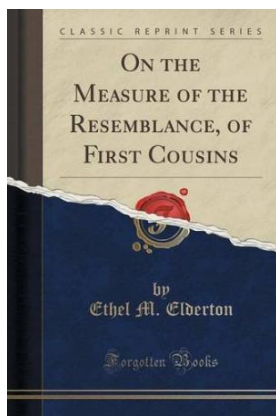 CLASSIC REPRINT SERIES
ON THE
MEASURE OF THE
RESEMBLANCE, OF
FIRST COUSINS
by
Ethel M. Elderton
Forgotten Books